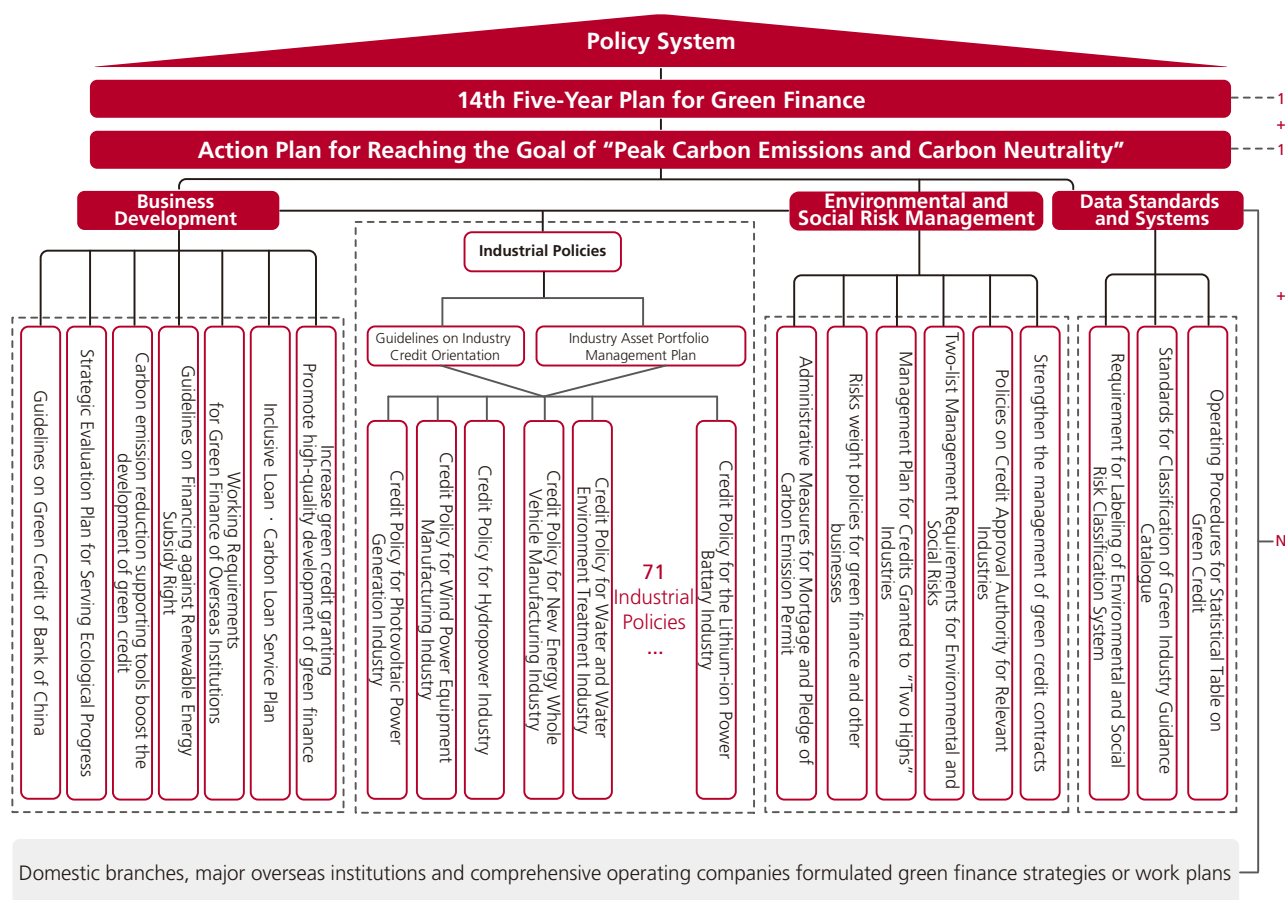 Policy System
14th Five-Year Plan for Green Finance
1
+
Action Plan for Reaching the Goal of “Peak Carbon Emissions and Carbon Neutrality”
1
Business
Development
Environmental and
Social Risk Management
Data Standards
and Systems
Industrial Policies
+
Guidelines on Industry
Credit Orientation
Industry Asset Portfolio
Management Plan
Guidelines on Green Credit of Bank of China
Strategic Evaluation Plan for Serving Ecological Progress
Carbon emission reduction supporting tools boost the
development of green credit
Guidelines on Financing against Renewable Energy
Subsidy Right
Working Requirements
for Green Finance of Overseas Institutions
Inclusive Loan · Carbon Loan Service Plan
Increase green credit granting
Promote high-quality development of green finance
Credit Policy for Photovoltaic Power
Generation Industry
Credit Policy for Wind Power Equipment
Manufacturing Industry
Credit Policy for Hydropower Industry
Credit Policy for New Energy Whole
Vehicle Manufacturing Industry
Credit Policy for Water and Water
Environment Treatment Industry
71
Industrial
Policies
...
Credit Policy for the Lithium-ion Power
Battary Industry
Administrative Measures for Mortgage and Pledge of
Carbon Emission Permit
Risks weight policies for green finance and other
businesses
Management Plan for Credits Granted to “Two Highs”
Industries
Two-list Management Requirements for Environmental and
Social Risks
Policies on Credit Approval Authority for Relevant
Industries
Strengthen the management of green credit contracts
Requirement for Labeling of Environmental and Social
Risk Classification System
Standards for Classification of Green Industry Guidance
Catalogue
Operating Procedures for Statistical Table on
Green Credit
N
Domestic branches, major overseas institutions and comprehensive operating companies formulated green finance strategies or work plans